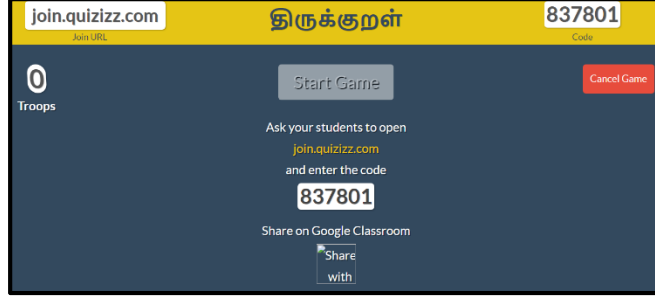 join.quizizz.com
Join URL
திருக்குறள்
837801
Code
0
Troops
Start Game
Cancel Game
Ask your students to open
join.quizizz.com
and enter the code
837801
Share on Google Classroom
Share
with